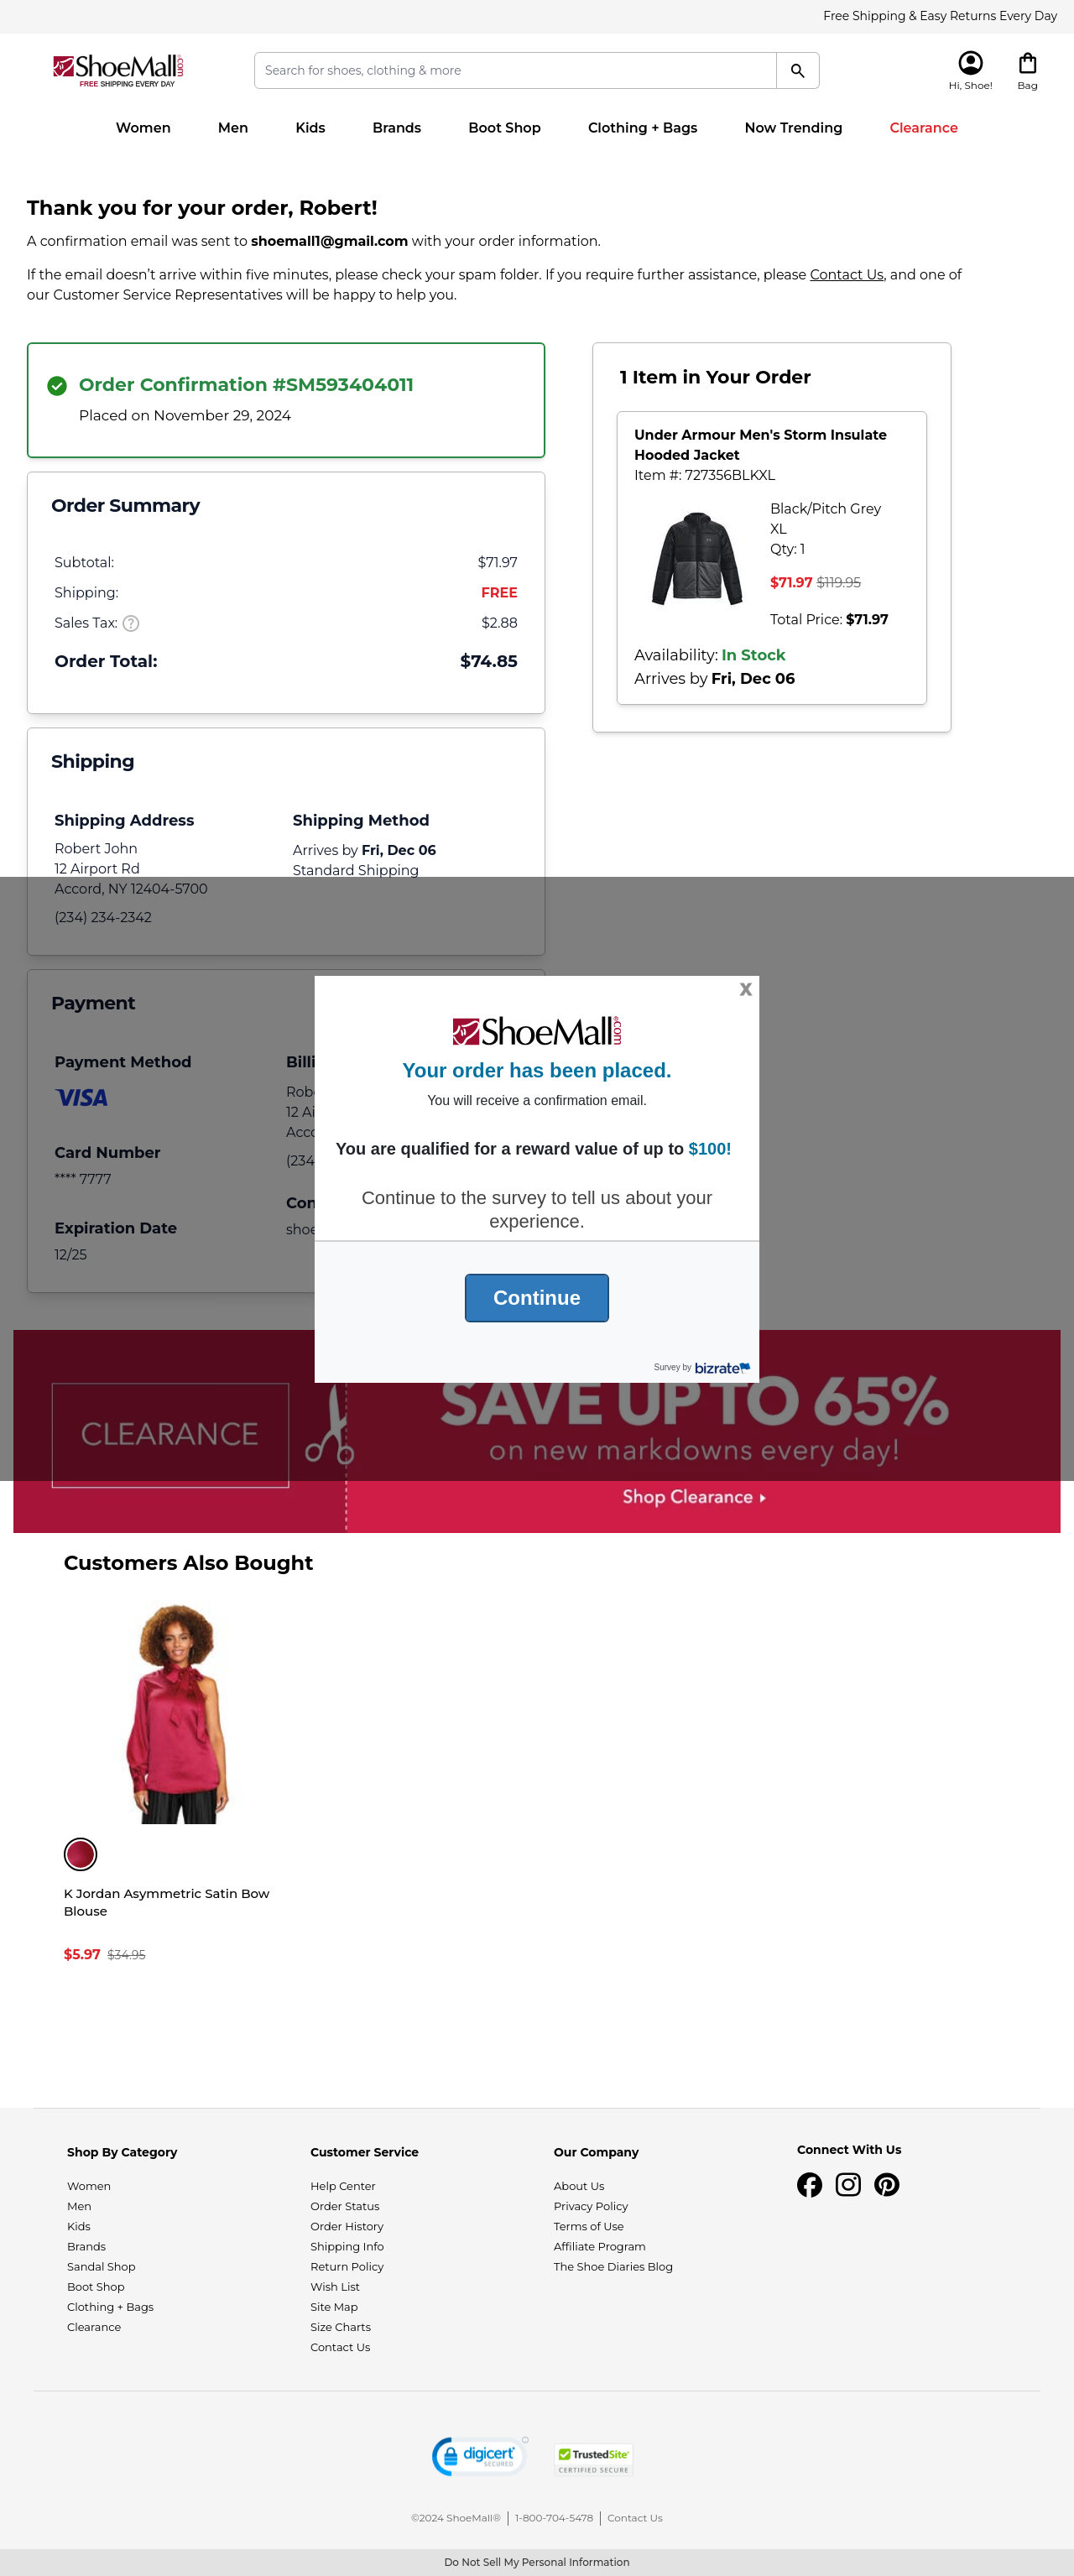 Free Shipping & Easy Returns Every Day
ShoeMall.com
FREE SHIPPING EVERY DAY
Search for shoes, clothing & more
Hi, Shoe!
Bag
Women Men Kids Brands Boot Shop Clothing + Bags Now Trending Clearance
Thank you for your order, Robert!
A confirmation email was sent to shoemall1@gmail.com with your order information.
If the email doesn’t arrive within five minutes, please check your spam folder. If you require further assistance, please Contact Us, and one of
our Customer Service Representatives will be happy to help you.
Order Confirmation #SM593404011
Placed on November 29, 2024
Order Summary
Subtotal: $71.97
Shipping: FREE
Sales Tax: ? $2.88
Order Total: $74.85
1 Item in Your Order
Under Armour Men's Storm Insulate
Hooded Jacket
Item #: 727356BLKXL
Black/Pitch Grey
XL
Qty: 1
$71.97 $119.95
Total Price: $71.97
Availability: In Stock
Arrives by Fri, Dec 06
Shipping
Shipping Address
Robert John
12 Airport Rd
Accord, NY 12404-5700
(234) 234-2342
Shipping Method
Arrives by Fri, Dec 06
Standard Shipping
Payment
Payment Method
VISA
Card Number
**** 7777
Expiration Date
12/25
Billi
Robe
12 Ai
Acco
(234
Con
shoe
X
ShoeMall.com
Your order has been placed.
You will receive a confirmation email.
You are qualified for a reward value of up to $100!
Continue to the survey to tell us about your
experience.
Continue
Survey by bizrate
CLEARANCE
SAVE UP TO 65%
on new markdowns every day!
Shop Clearance
Customers Also Bought
K Jordan Asymmetric Satin Bow
Blouse
$5.97 $34.95
Shop By Category
Women
Men
Kids
Brands
Sandal Shop
Boot Shop
Clothing + Bags
Clearance
Customer Service
Help Center
Order Status
Order History
Shipping Info
Return Policy
Wish List
Site Map
Size Charts
Contact Us
Our Company
About Us
Privacy Policy
Terms of Use
Affiliate Program
The Shoe Diaries Blog
Connect With Us
digicert
SECURED
TrustedSite
CERTIFIED SECURE
©2024 ShoeMall® 1-800-704-5478 Contact Us
Do Not Sell My Personal Information